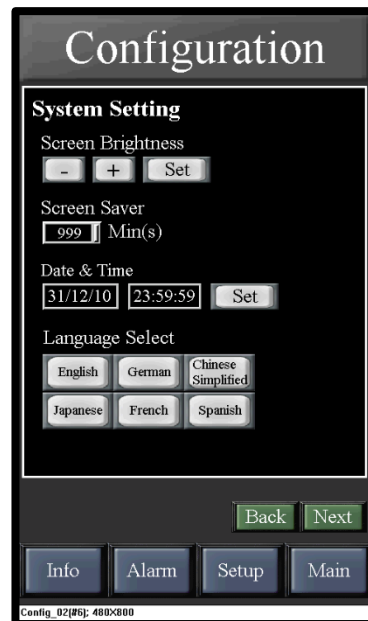 Configuration
System Setting
Screen Brightness
- + Set
Screen Saver
999 Min(s)
Date & Time
31/12/10 23:59:59 Set
Language Select
English German Chinese Simplified
Japanese French Spanish
Back Next
Info Alarm Setup Main
Config_02(#6); 480X800